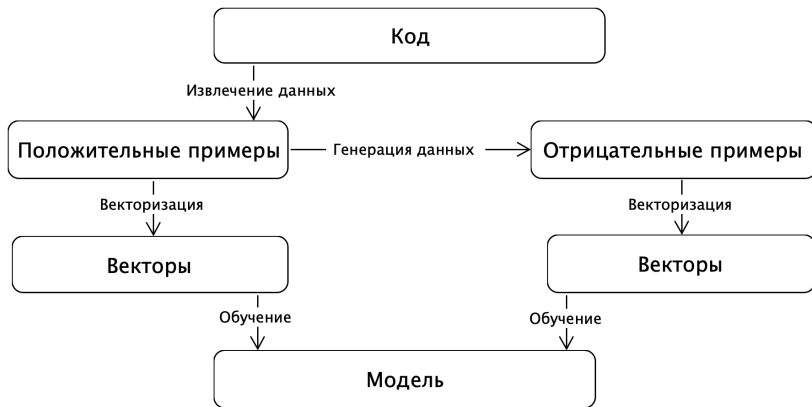 Код
Извлечение данных
Положительные примеры
Генерация данных
Отрицательные примеры
Векторизация
Векторизация
Векторы
Векторы
Обучение
Обучение
Модель